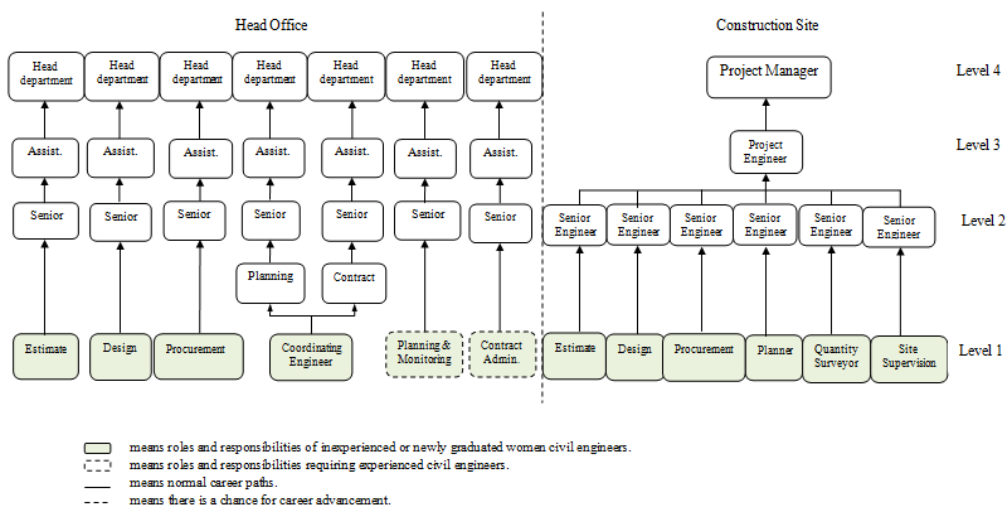 Head Office
Construction Site
Head department
Head department
Head department
Head department
Head department
Head department
Head department
Project Manager
Level 4
Assist.
Assist.
Assist.
Assist.
Assist.
Assist.
Assist.
Project Engineer
Level 3
Senior
Senior
Senior
Senior
Senior
Senior
Senior
Senior Engineer
Senior Engineer
Senior Engineer
Senior Engineer
Senior Engineer
Senior Engineer
Level 2
Planning
Contract
Estimate
Design
Procurement
Coordinating Engineer
Planning & Monitoring
Contract Admin.
Estimate
Design
Procurement
Planner
Quantity Surveyor
Site Supervision
Level 1
means roles and responsibilities of inexperienced or newly graduated women civil engineers.
means roles and responsibilities requiring experienced civil engineers.
means normal career paths.
means there is a chance for career advancement.